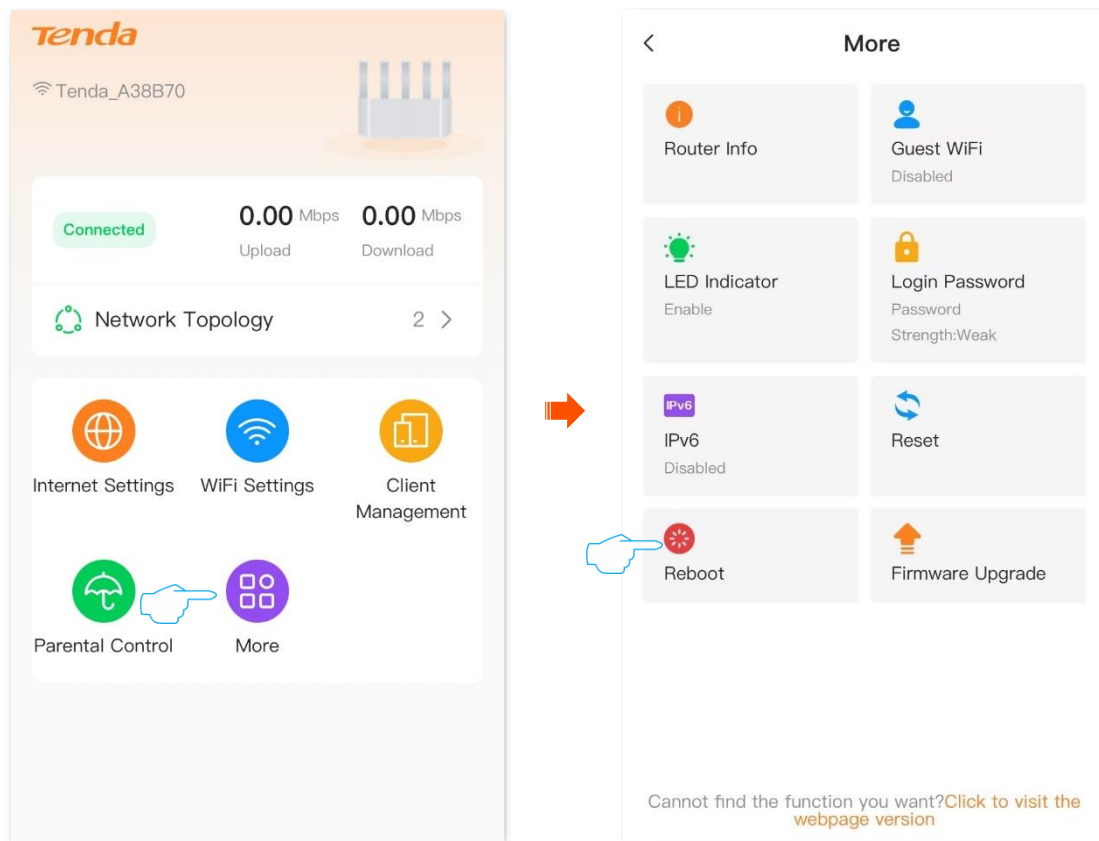 Tenda
Tenda_A38B70
Connected
0.00 Mbps
0.00 Mbps
Upload
Download
Network Topology
2
Internet Settings
WiFi Settings
Client
Management
Parental Control
More
More
Router Info
Guest WiFi
Disabled
LED Indicator
Enable
Login Password
Password
Strength:Weak
IPv6
IPv6
Disabled
Reset
Reboot
Firmware Upgrade
Cannot find the function you want?Click to visit the
webpage version